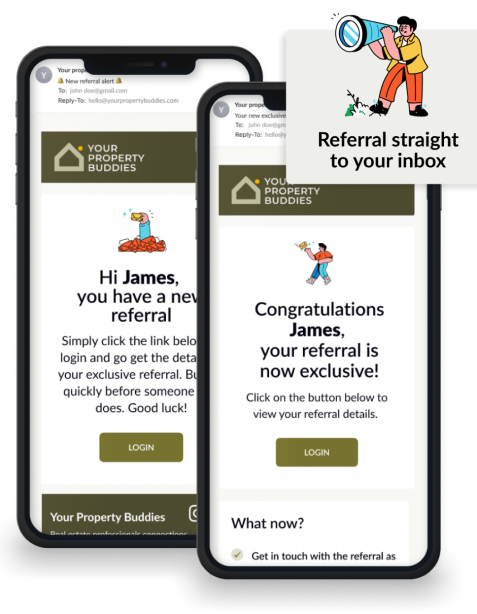 Referral straight
to your inbox
Y
Your prope
New referral alert
To: john doe@gmail.com
Reply-To: hello@yourpropertybuddies.com
YOUR
PROPERTY
BUDDIES
Hi James,
you have a new
referral
Simply click the link belo
login and go get the deta
your exclusive referral. Bu
quickly before someone
does. Good luck!
LOGIN
Your Property Buddies
Real estate professionals connections
Y
Your prope
Your new exclusive
To: john doe@gm
Reply-To: hello@y
YOUR
PROPERTY
BUDDIES
Congratulations
James,
your referral is
now exclusive!
Click on the button below to
view your referral details.
LOGIN
What now?
Get in touch with the referral as